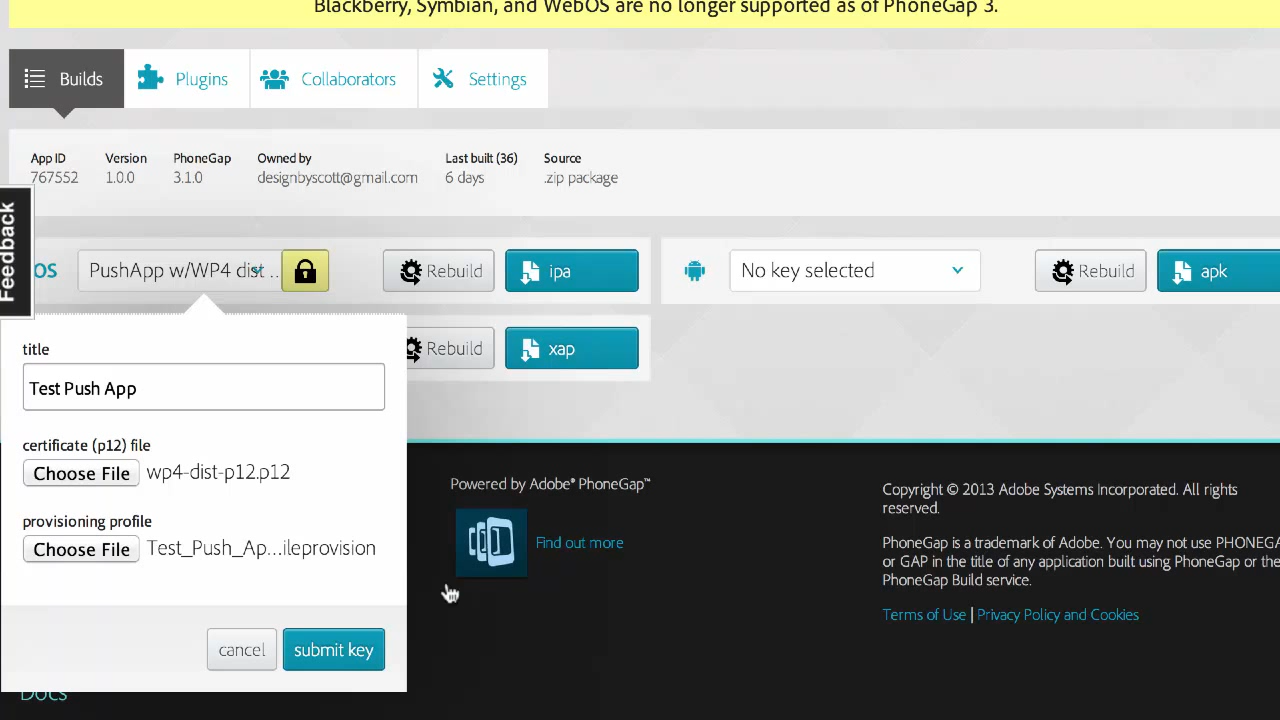 Blackberry, Symbian, and WebOS are no longer supported as of PhoneGap 3.
Builds
Plugins
Collaborators
Settings
App ID
767552
Version
1.0.0
PhoneGap
3.1.0
Owned by
designbyscott@gmail.com
Last built (36)
6 days
Source
.zip package
Feedback
OS
PushApp w/WP4 dist ..
Rebuild
ipa
No key selected
Rebuild
apk
Rebuild
xap
title
Test Push App
certificate (p12) file
Choose File wp4-dist-p12.p12
provisioning profile
Choose File Test_Push_Ap...ileprovision
cancel
submit key
Docs
Powered by Adobe® PhoneGap™
Find out more
Copyright © 2013 Adobe Systems Incorporated. All rights
reserved.
PhoneGap is a trademark of Adobe. You may not use PHONEGA
or GAP in the title of any application built using PhoneGap or the
PhoneGap Build service.
Terms of Use | Privacy Policy and Cookies